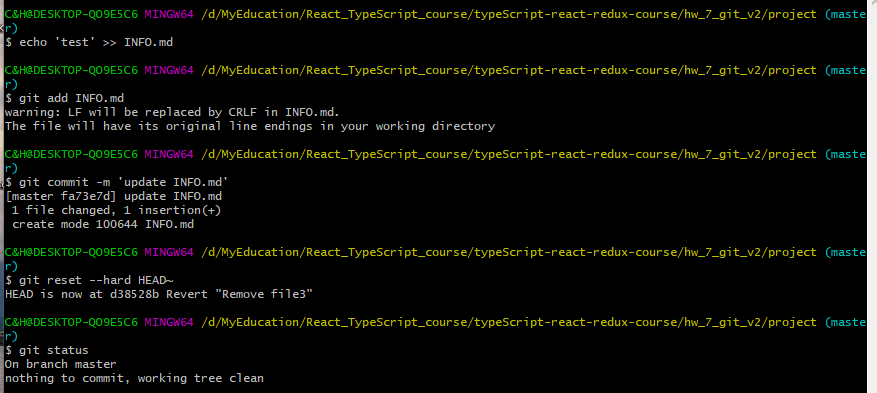 C&H@DESKTOP-QO9E5C6 MINGW64 /d/MyEducation/React_TypeScript_course/typeScript-react-redux-course/hw_7_git_v2/project (maste
r)
$ echo 'test' >> INFO.md
C&H@DESKTOP-QO9E5C6 MINGW64 /d/MyEducation/React_TypeScript_course/typeScript-react-redux-course/hw_7_git_v2/project (maste
r)
$ git add INFO.md
warning: LF will be replaced by CRLF in INFO.md.
The file will have its original line endings in your working directory
C&H@DESKTOP-QO9E5C6 MINGW64 /d/MyEducation/React_TypeScript_course/typeScript-react-redux-course/hw_7_git_v2/project (maste
r)
$ git commit -m 'update INFO.md'
[master fa73e7d] update INFO.md
 1 file changed, 1 insertion(+)
 create mode 100644 INFO.md
C&H@DESKTOP-QO9E5C6 MINGW64 /d/MyEducation/React_TypeScript_course/typeScript-react-redux-course/hw_7_git_v2/project (maste
r)
$ git reset --hard HEAD~
HEAD is now at d38528b Revert "Remove file3"
C&H@DESKTOP-QO9E5C6 MINGW64 /d/MyEducation/React_TypeScript_course/typeScript-react-redux-course/hw_7_git_v2/project (maste
r)
$ git status
On branch master
nothing to commit, working tree clean